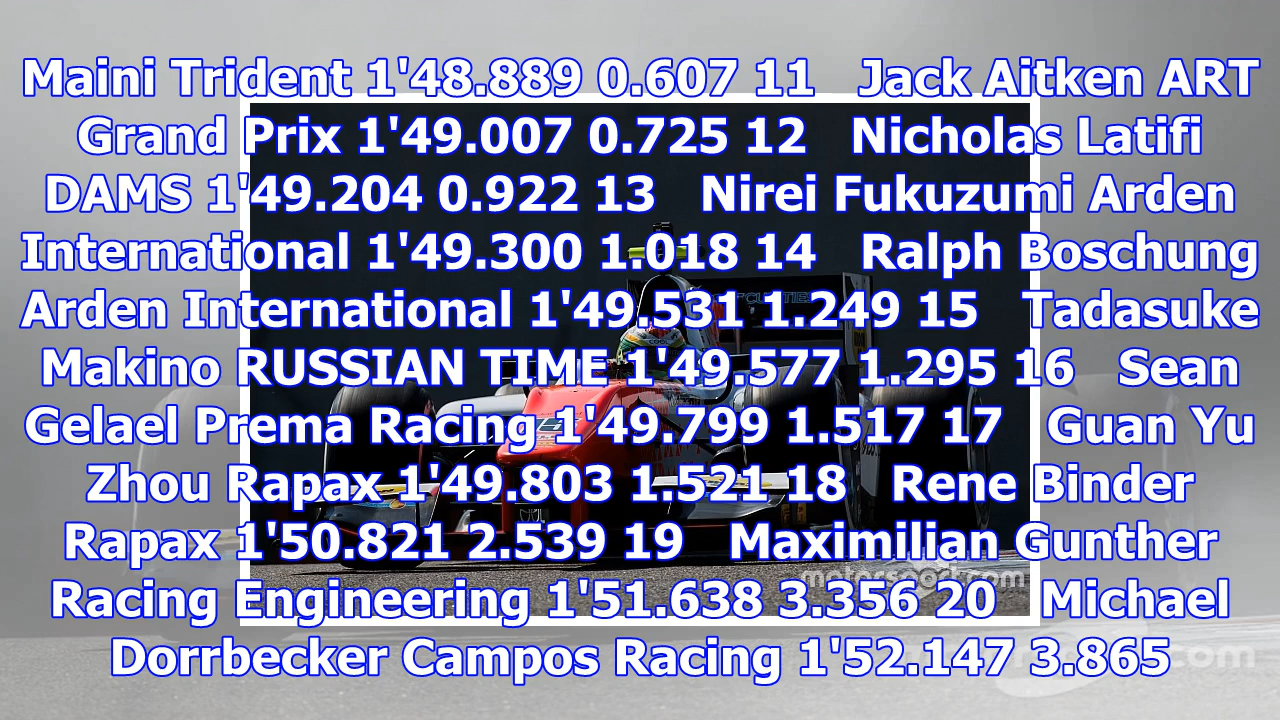 Maini Trident 1'48.889 0.607 11 Jack Aitken ART
Grand Prix 1'49.007 0.725 12 Nicholas Latifi
DAMS 1'49.204 0.922 13 Nirei Fukuzumi Arden
International 1'49.300 1.018 14 Ralph Boschung
Arden International 1'49.531 1.249 15 Tadasuke
Makino RUSSIAN TIME 1'49.577 1.295 16 Sean
Gelael Prema Racing 1'49.799 1.517 17 Guan Yu
Zhou Rapax 1'49.803 1.521 18 Rene Binder
Rapax 1'50.821 2.539 19 Maximilian Gunther
motorsport.com
Racing Engineering 1'51.638 3.356 20 Michael
Dorrbecker Campos Racing 1'52.147 3.865
.com